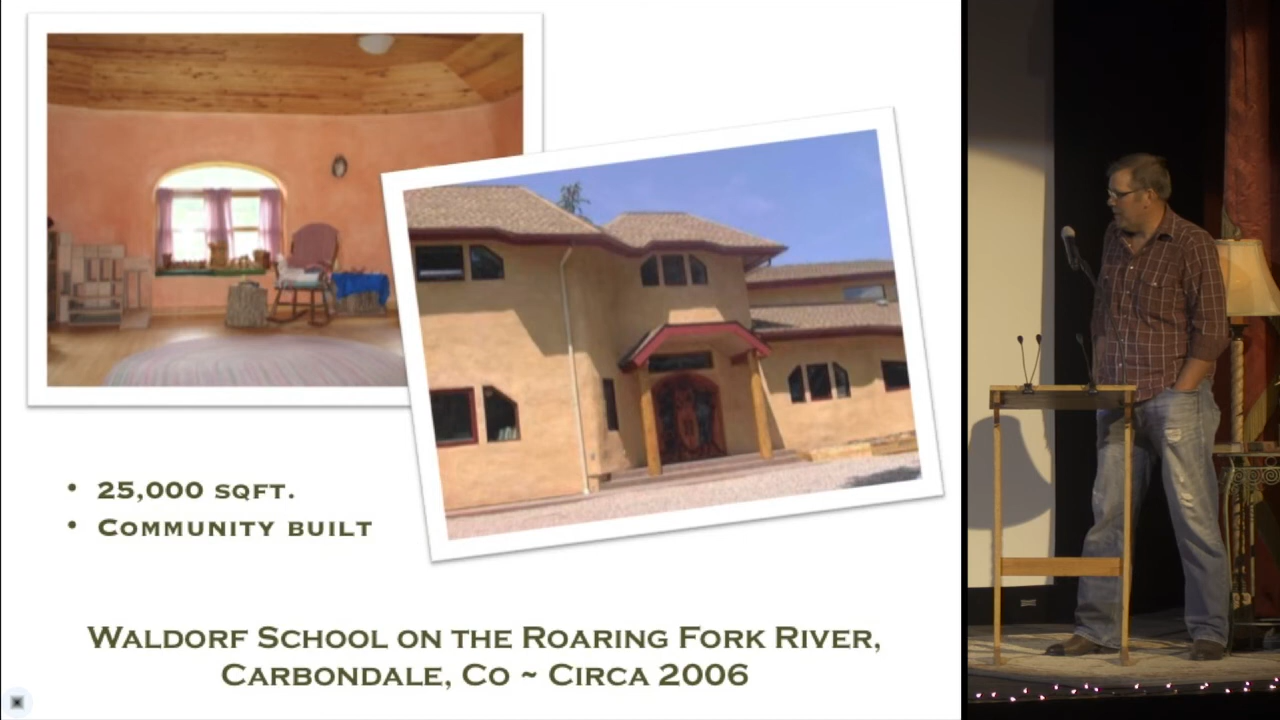 • 25,000 sqft.
• Community built
Waldorf School on the Roaring Fork River,
Carbondale, Co ~ Circa 2006